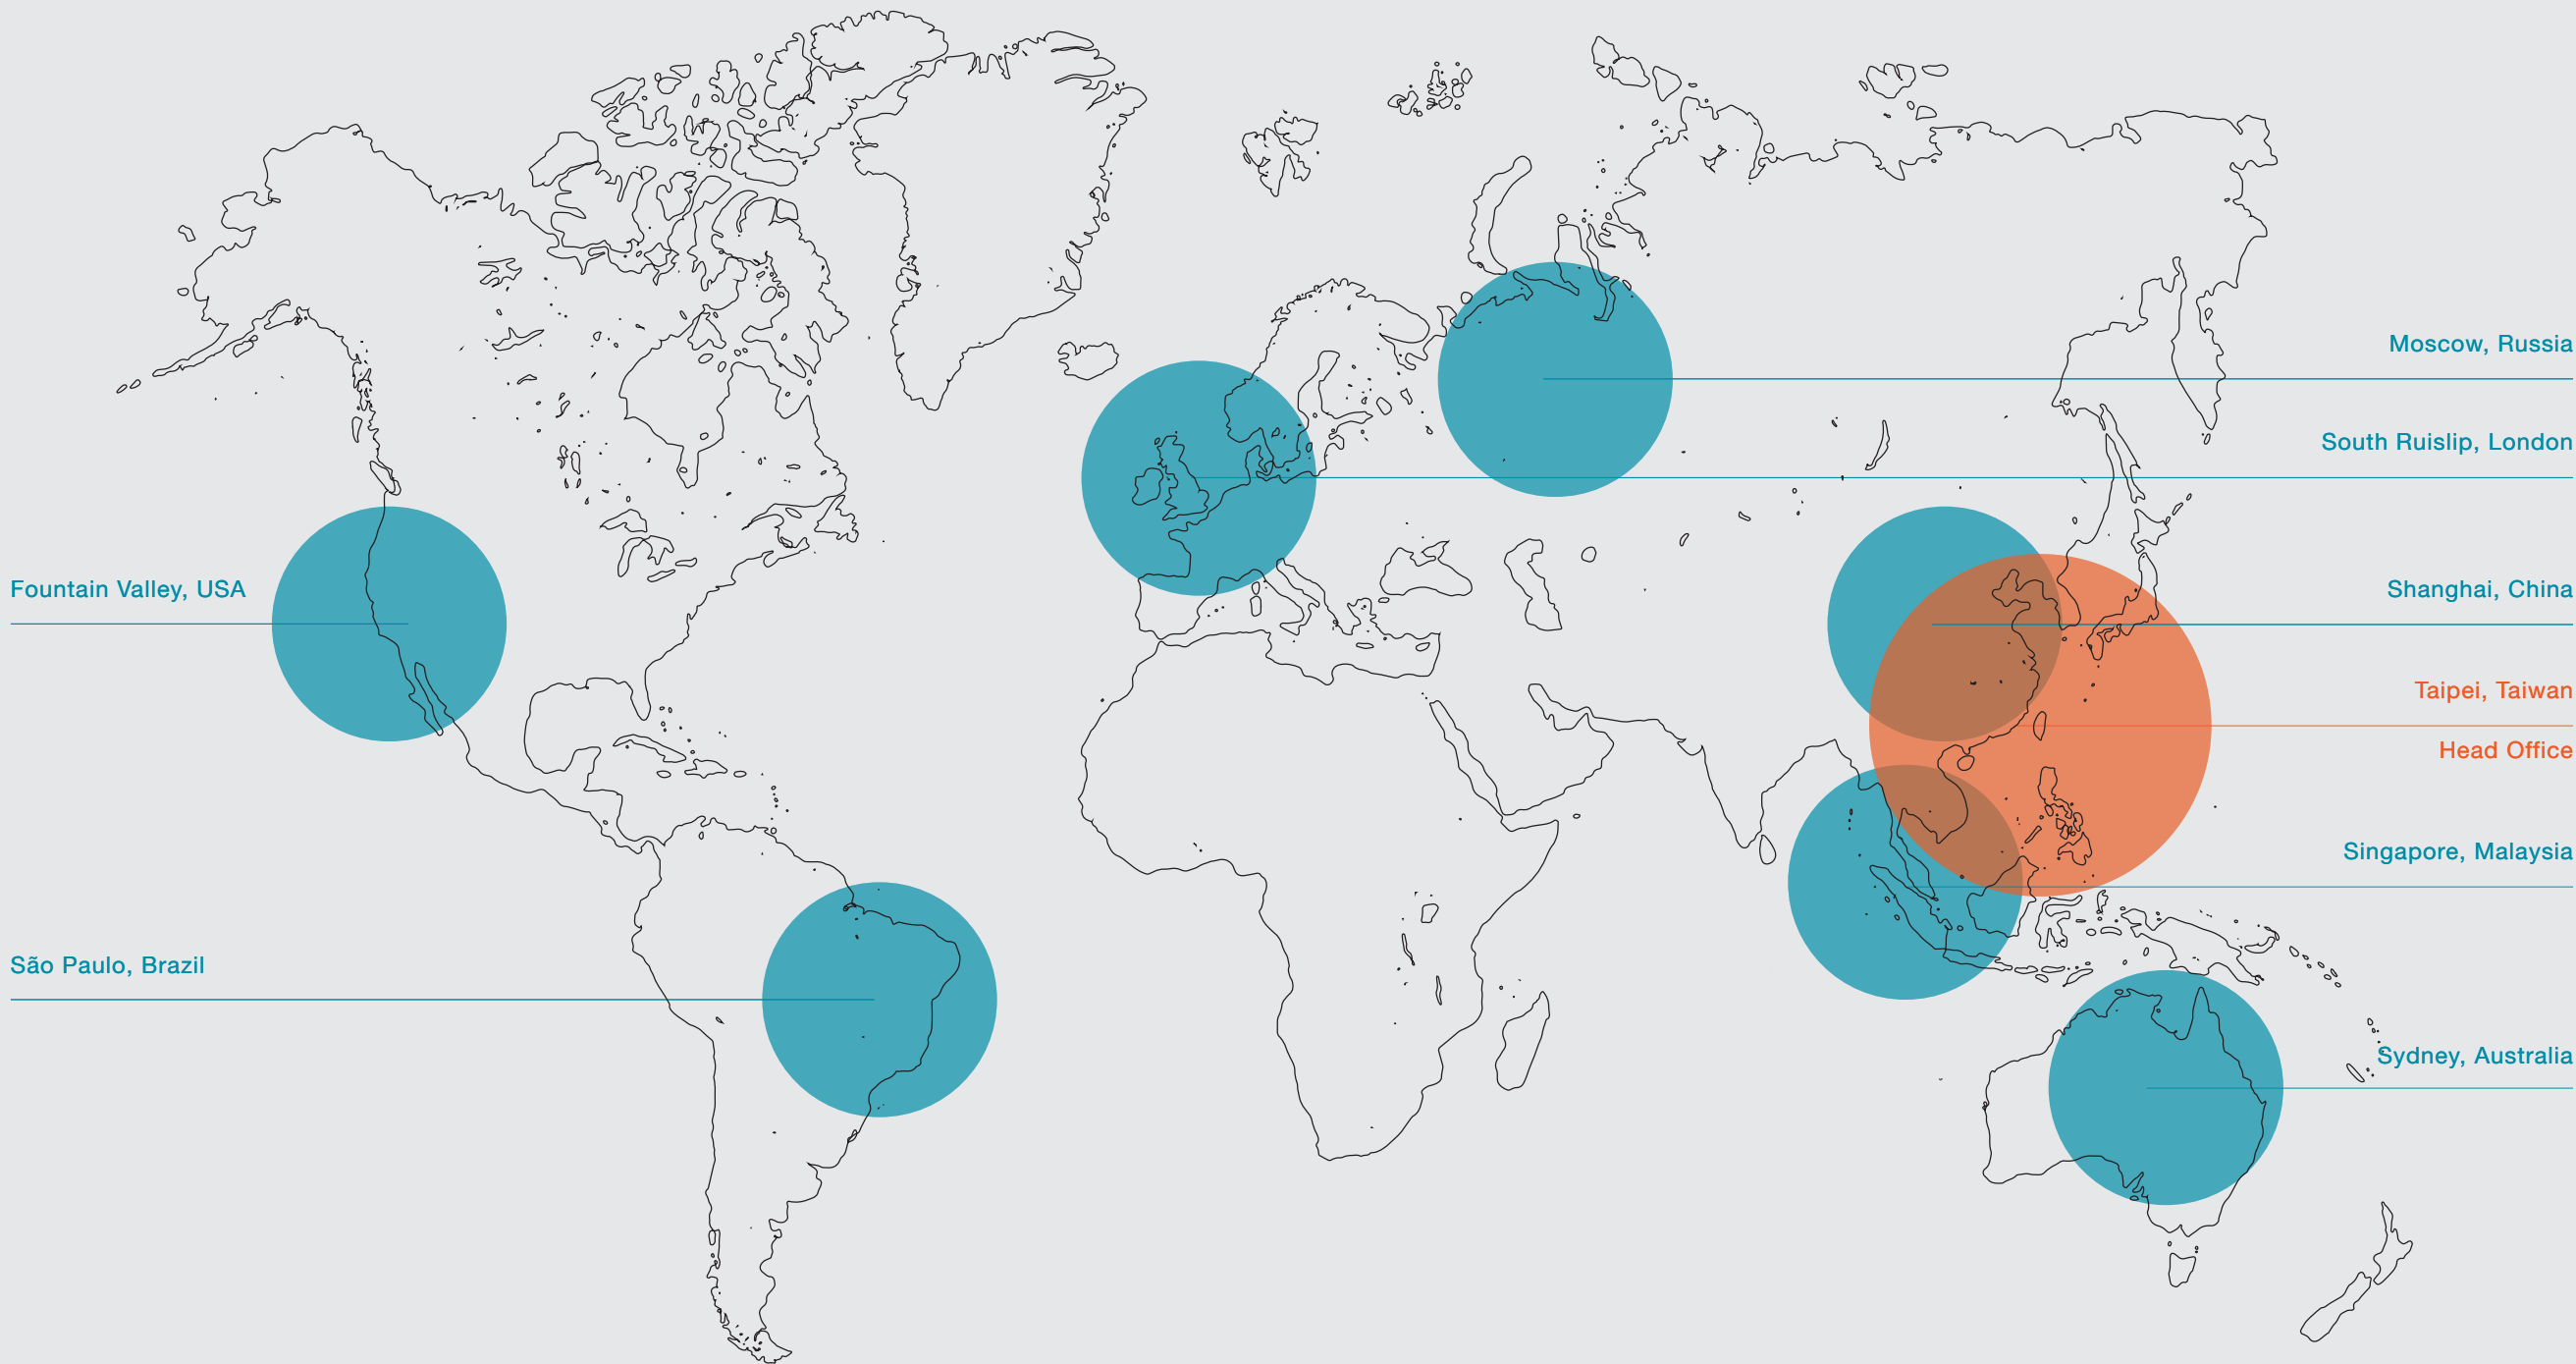 Moscow, Russia
South Ruislip, London
Fountain Valley, USA
Shanghai, China
Taipei, Taiwan
Head Office
Singapore, Malaysia
São Paulo, Brazil
Sydney, Australia